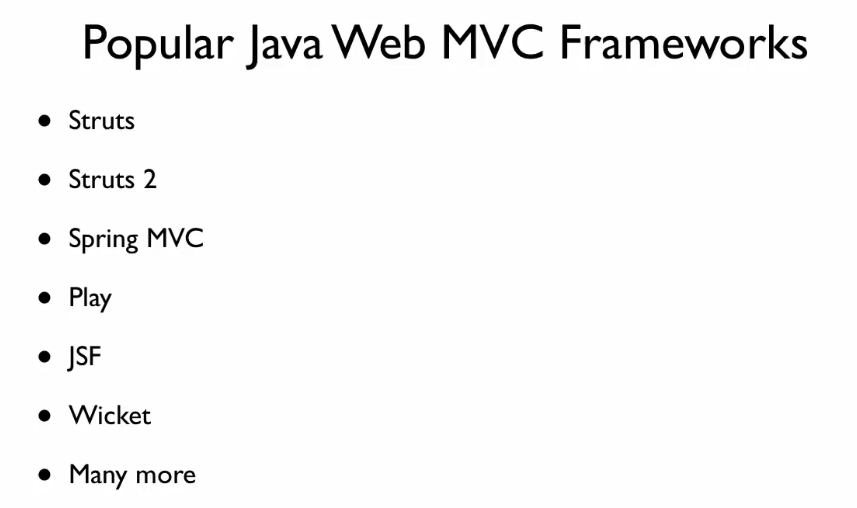 Popular Java Web MVC Frameworks
• Struts
• Struts 2
• Spring MVC
• Play
• JSF
• Wicket
• Many more